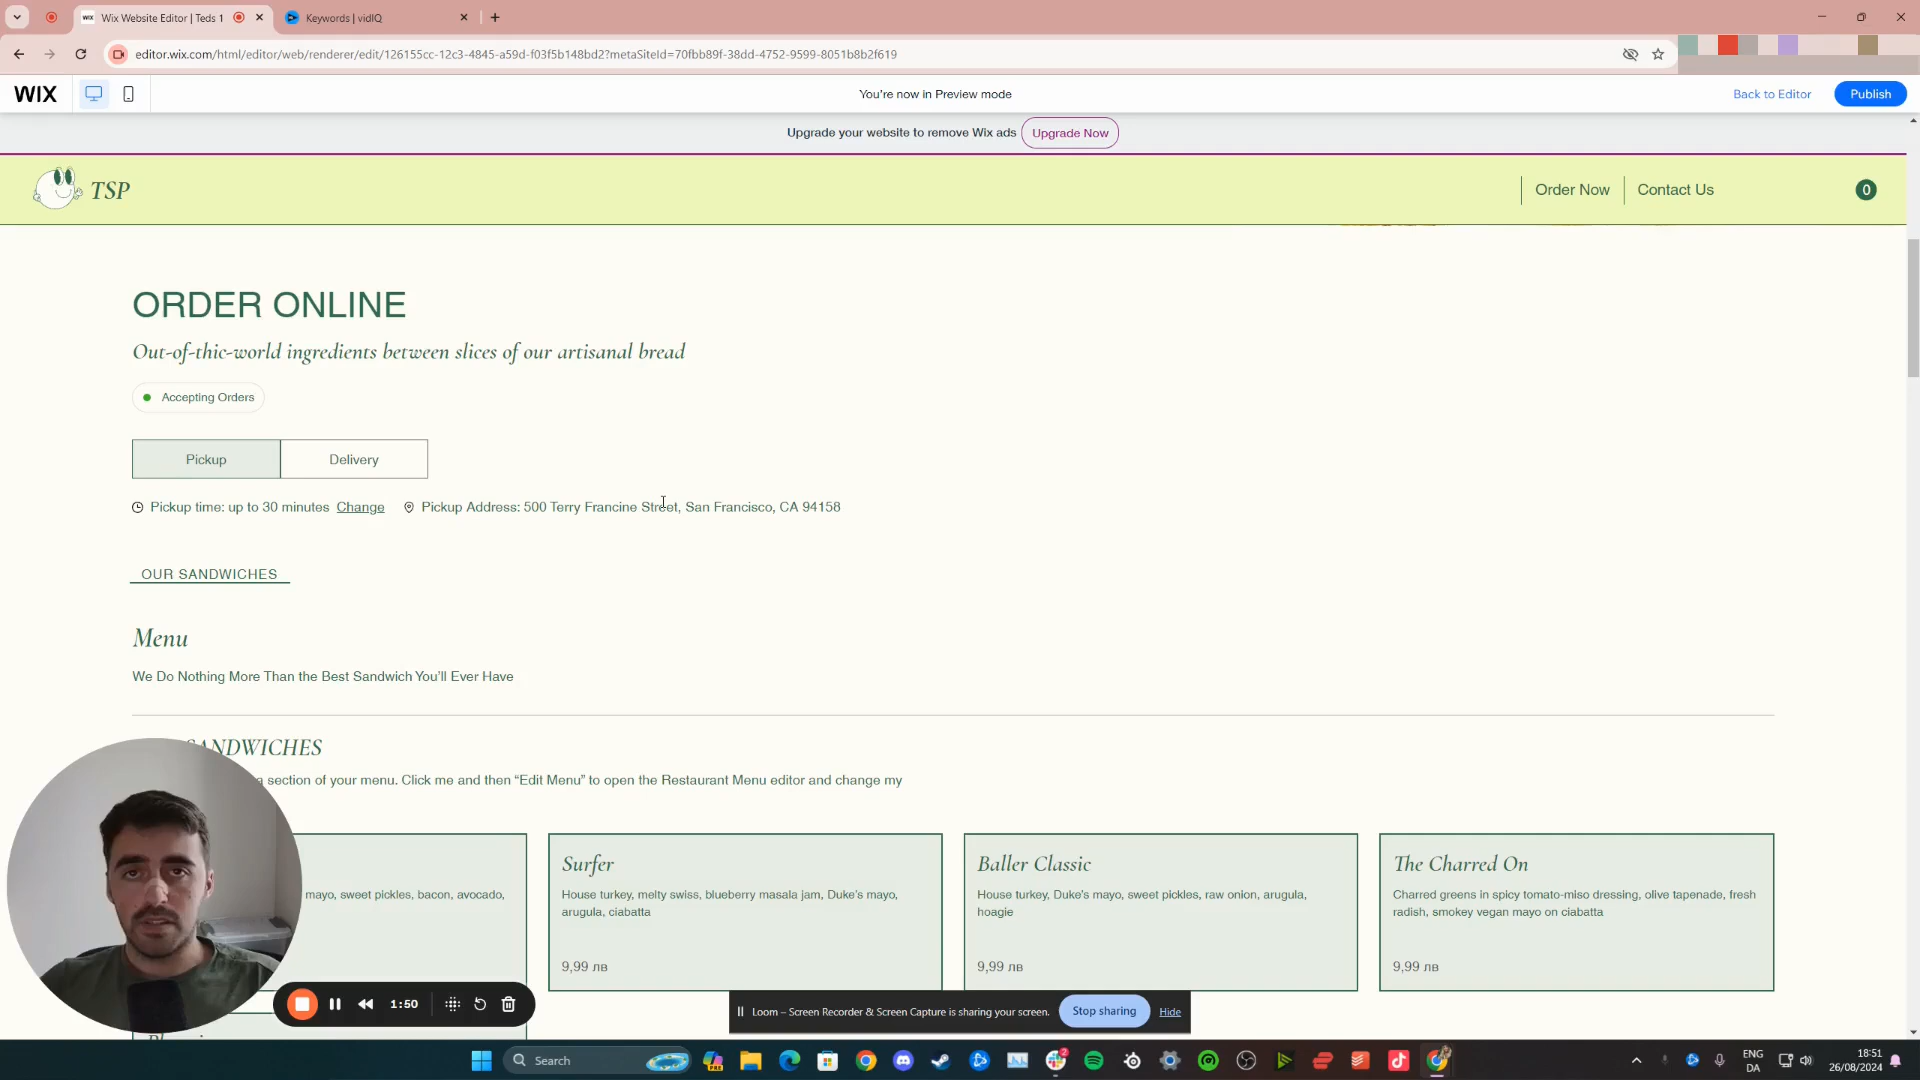 Wix Website Editor | Teds 1
Keywords | vidIQ
editor.wix.com/html/editor/web/renderer/edit/126155cc-12c3-4845-a59d-f03f5b148bd2?metaSiteId=70fbb89f-38dd-4752-9599-8051b8b2f619
WIX
You're now in Preview mode
Back to Editor
Publish
Upgrade your website to remove Wix ads
Upgrade Now
TSP
Order Now
Contact Us
0
ORDER ONLINE
Out-of-thic-world ingredients between slices of our artisanal bread
Accepting Orders
Pickup
Delivery
Pickup time: up to 30 minutes Change
Pickup Address: 500 Terry Francine Street, San Francisco, CA 94158
OUR SANDWICHES
Menu
We Do Nothing More Than the Best Sandwich You'll Ever Have
SANDWICHES
a section of your menu. Click me and then “Edit Menu” to open the Restaurant Menu editor and change my
mayo, sweet pickles, bacon, avocado,
Surfer
House turkey, melty swiss, blueberry masala jam, Duke's mayo,
arugula, ciabatta
9,99 лв
Baller Classic
House turkey, Duke's mayo, sweet pickles, raw onion, arugula,
hoagie
9,99 лв
The Charred On
Charred greens in spicy tomato-miso dressing, olive tapenade, fresh
radish, smokey vegan mayo on ciabatta
9,99 лв
1:50
Loom – Screen Recorder & Screen Capture is sharing your screen.
Stop sharing
Hide
Search
ENG
DA
18:51
26/08/2024